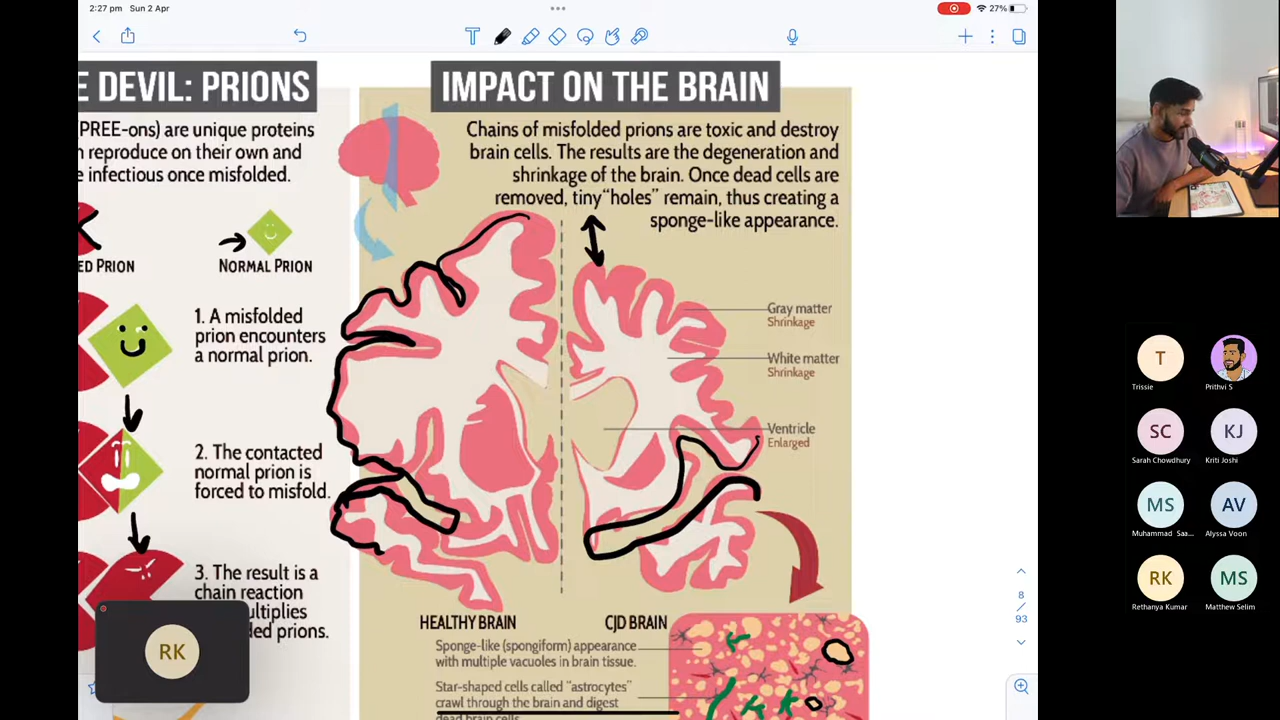 2:27 pm Sun 2 Apr
27%
E DEVIL: PRIONS
(PREE-ons) are unique proteins
n reproduce on their own and
e infectious once misfolded.
ED PRION
NORMAL PRION
1. A misfolded
prion encounters
a normal prion.
2. The contacted
normal prion is
forced to misfold.
3. The result is a
chain reaction
ultiplies
ded prions.
RK
IMPACT ON THE BRAIN
Chains of misfolded prions are toxic and destroy
brain cells. The results are the degeneration and
shrinkage of the brain. Once dead cells are
removed, tiny "holes" remain, thus creating a
sponge-like appearance.
Gray matter
Shrinkage
White matter
Shrinkage
Ventricle
Enlarged
HEALTHY BRAIN
CJD BRAIN
Sponge-like (spongiform) appearance
with multiple vacuoles in brain tissue.
Star-shaped cells called "astrocytes"
crawl through the brain and digest
dead brain cells
8
/
93
T
Trissie
Prithvi S
SC
Sarah Chowdhury
KJ
Kriti Joshi
MS
Muhammad Saa...
AV
Alyssa Voon
RK
Rethanya Kumar
MS
Matthew Selim